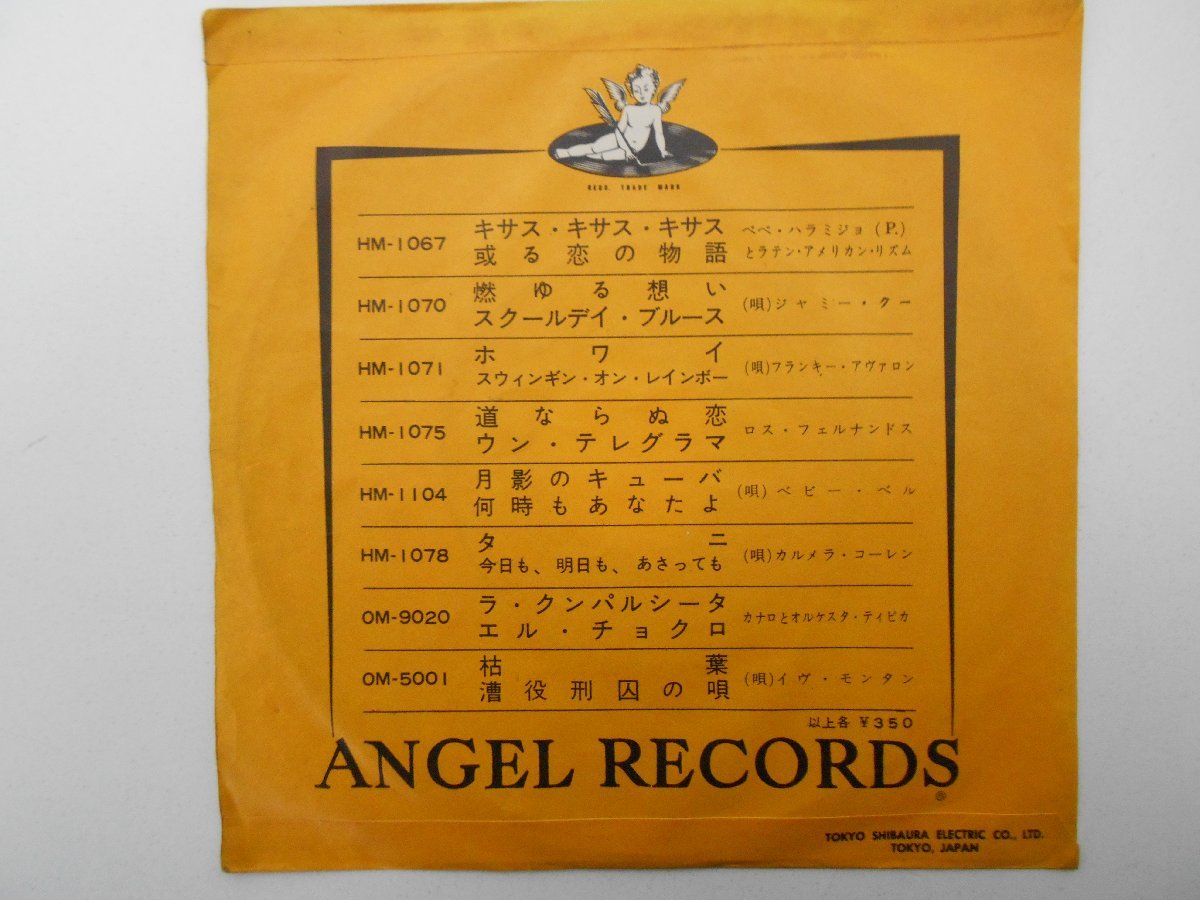 REGD. TRADE MARK
HM-1067
キサス・キサス・キサス
或る恋の物語
ペペ・ハラミジョ(P.)
とラテン・アメリカン・リズム
HM-1070
燃ゆる想い
スクールデイ・ブルース
(唄)ジャミー・クー
HM-1071
ホワイ
スウィンギン・オン・レインボー
(唄)フランキー・アヴァロン
HM-1075
道ならぬ恋
ウン・テレグラマ
ロス・フェルナンドス
HM-1104
月影のキューバ
何時もあなたよ
(唄)ベビー・ベル
HM-1078
タニ
今日も、明日も、あさっても
(唄)カルメラ・コーレン
OM-9020
ラ・クンパルシータ
エル・チョクロ
カナロとオルケスタ・ティピカ
OM-5001
枯葉
漕役刑囚の唄
(唄)イヴ・モンタン
以上各 ¥350
ANGEL RECORDS
®
TOKYO SHIBAURA ELECTRIC CO., LTD.
TOKYO, JAPAN